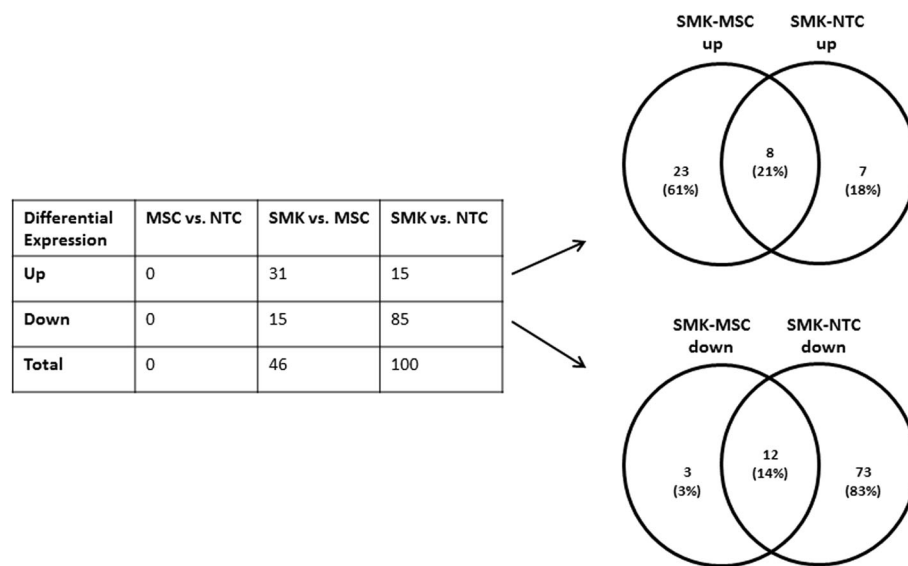 SMK-MSC up
SMK-NTC up
23 (61%)
8 (21%)
7 (18%)
Differential Expression
MSC vs. NTC
SMK vs. MSC
SMK vs. NTC
Up
0
31
15
Down
0
15
85
Total
0
46
100
SMK-MSC down
SMK-NTC down
3 (3%)
12 (14%)
73 (83%)